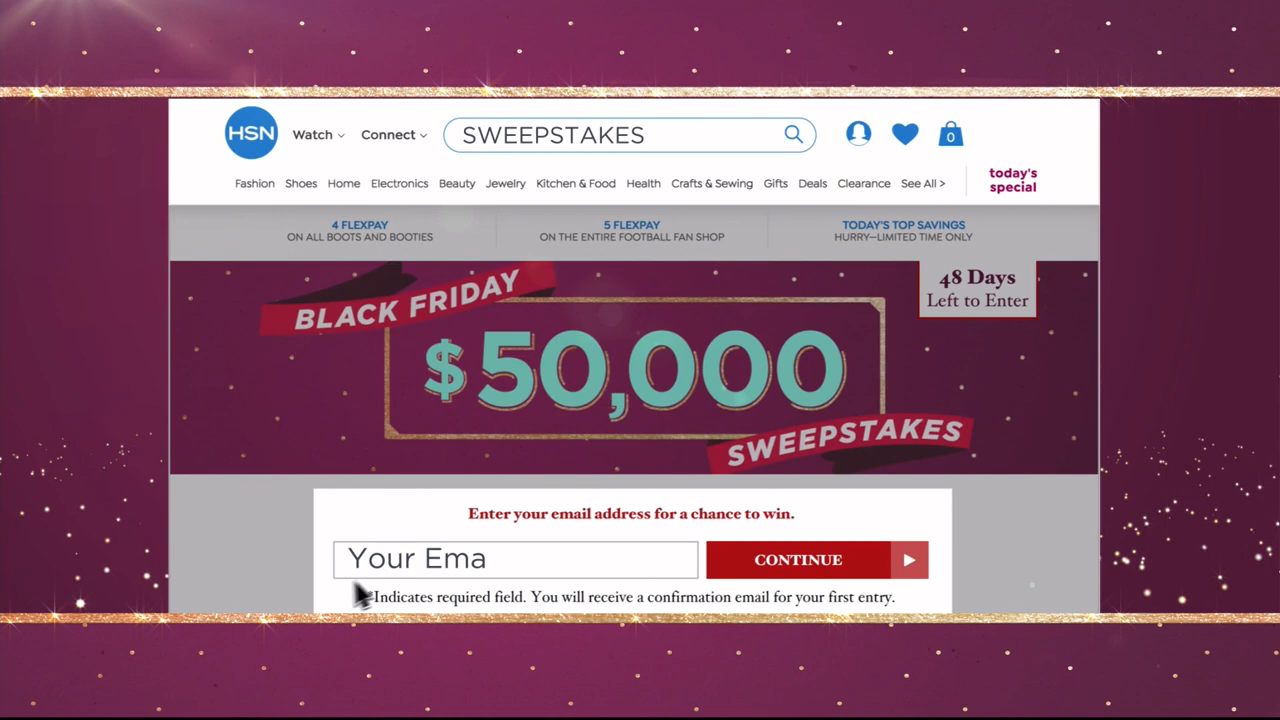 HSN
Watch
Connect
SWEEPSTAKES
0
Fashion Shoes Home Electronics Beauty Jewelry Kitchen & Food Health Crafts & Sewing Gifts Deals Clearance See All >
today's
special
4 FLEXPAY
ON ALL BOOTS AND BOOTIES
5 FLEXPAY
ON THE ENTIRE FOOTBALL FAN SHOP
TODAY'S TOP SAVINGS
HURRY—LIMITED TIME ONLY
48 Days
Left to Enter
BLACK FRIDAY
$50,000
SWEEPSTAKES
Enter your email address for a chance to win.
Your Ema
CONTINUE
Indicates required field. You will receive a confirmation email for your first entry.